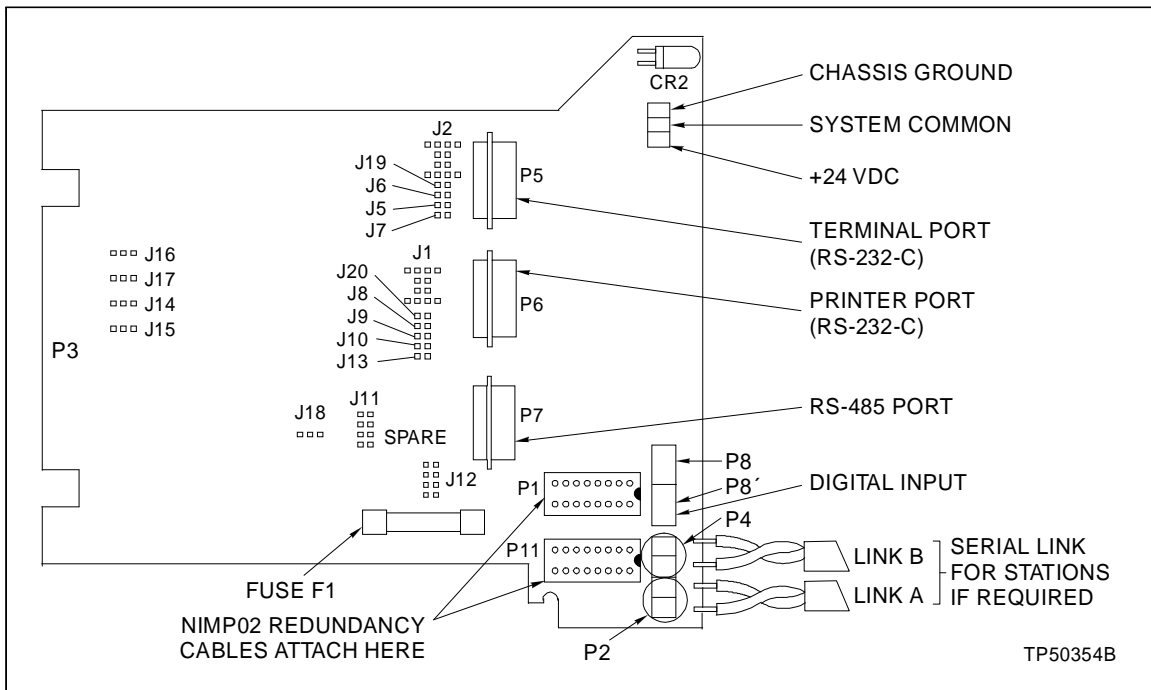 CR2
CHASSIS GROUND
SYSTEM COMMON
+24 VDC
J2
J19
J6
J5
J7
P5
TERMINAL PORT
(RS-232-C)
J16
J17
J14
J15
J1
J20
J8
J9
J10
J13
P6
PRINTER PORT
(RS-232-C)
P3
J18
J11
SPARE
J12
P7
RS-485 PORT
P8
P8´
DIGITAL INPUT
P1
P4
P11
LINK B
LINK A
SERIAL LINK
FOR STATIONS
IF REQUIRED
FUSE F1
NIMP02 REDUNDANCY
CABLES ATTACH HERE
P2
TP50354B